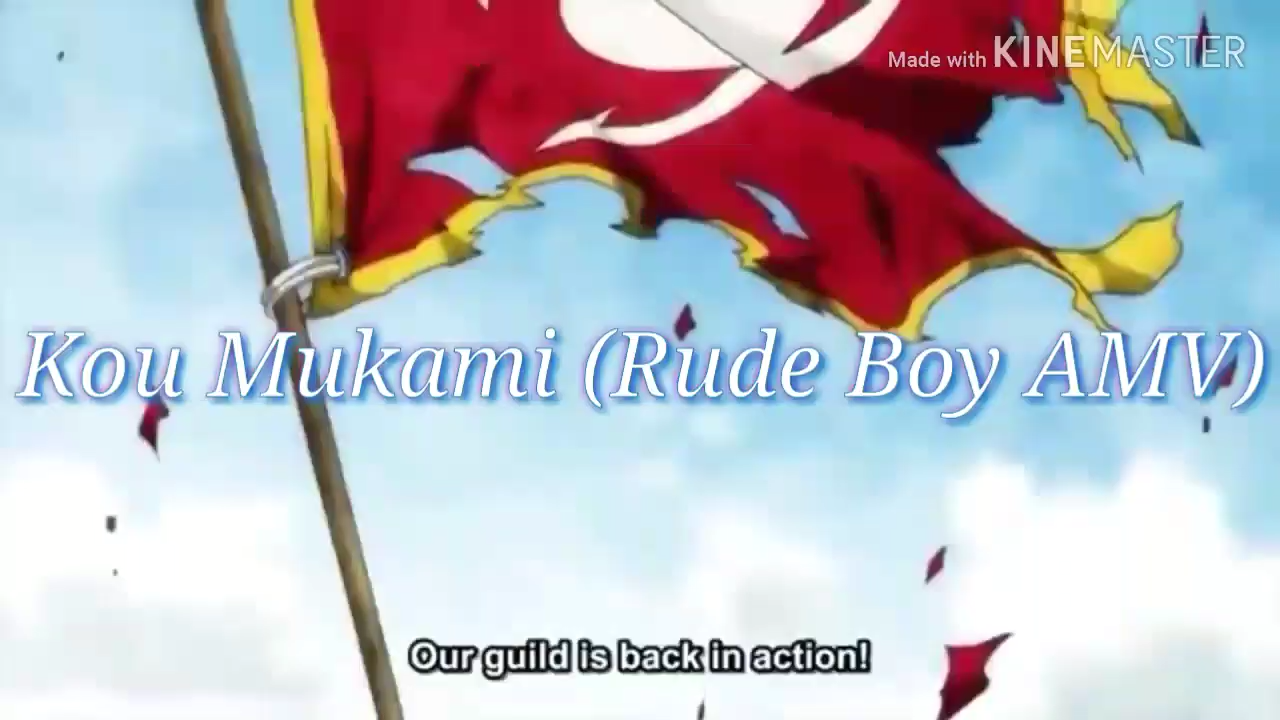 Made with KINEMASTER
Kou Mukami (Rude Boy AMV)
Our guild is back in action!